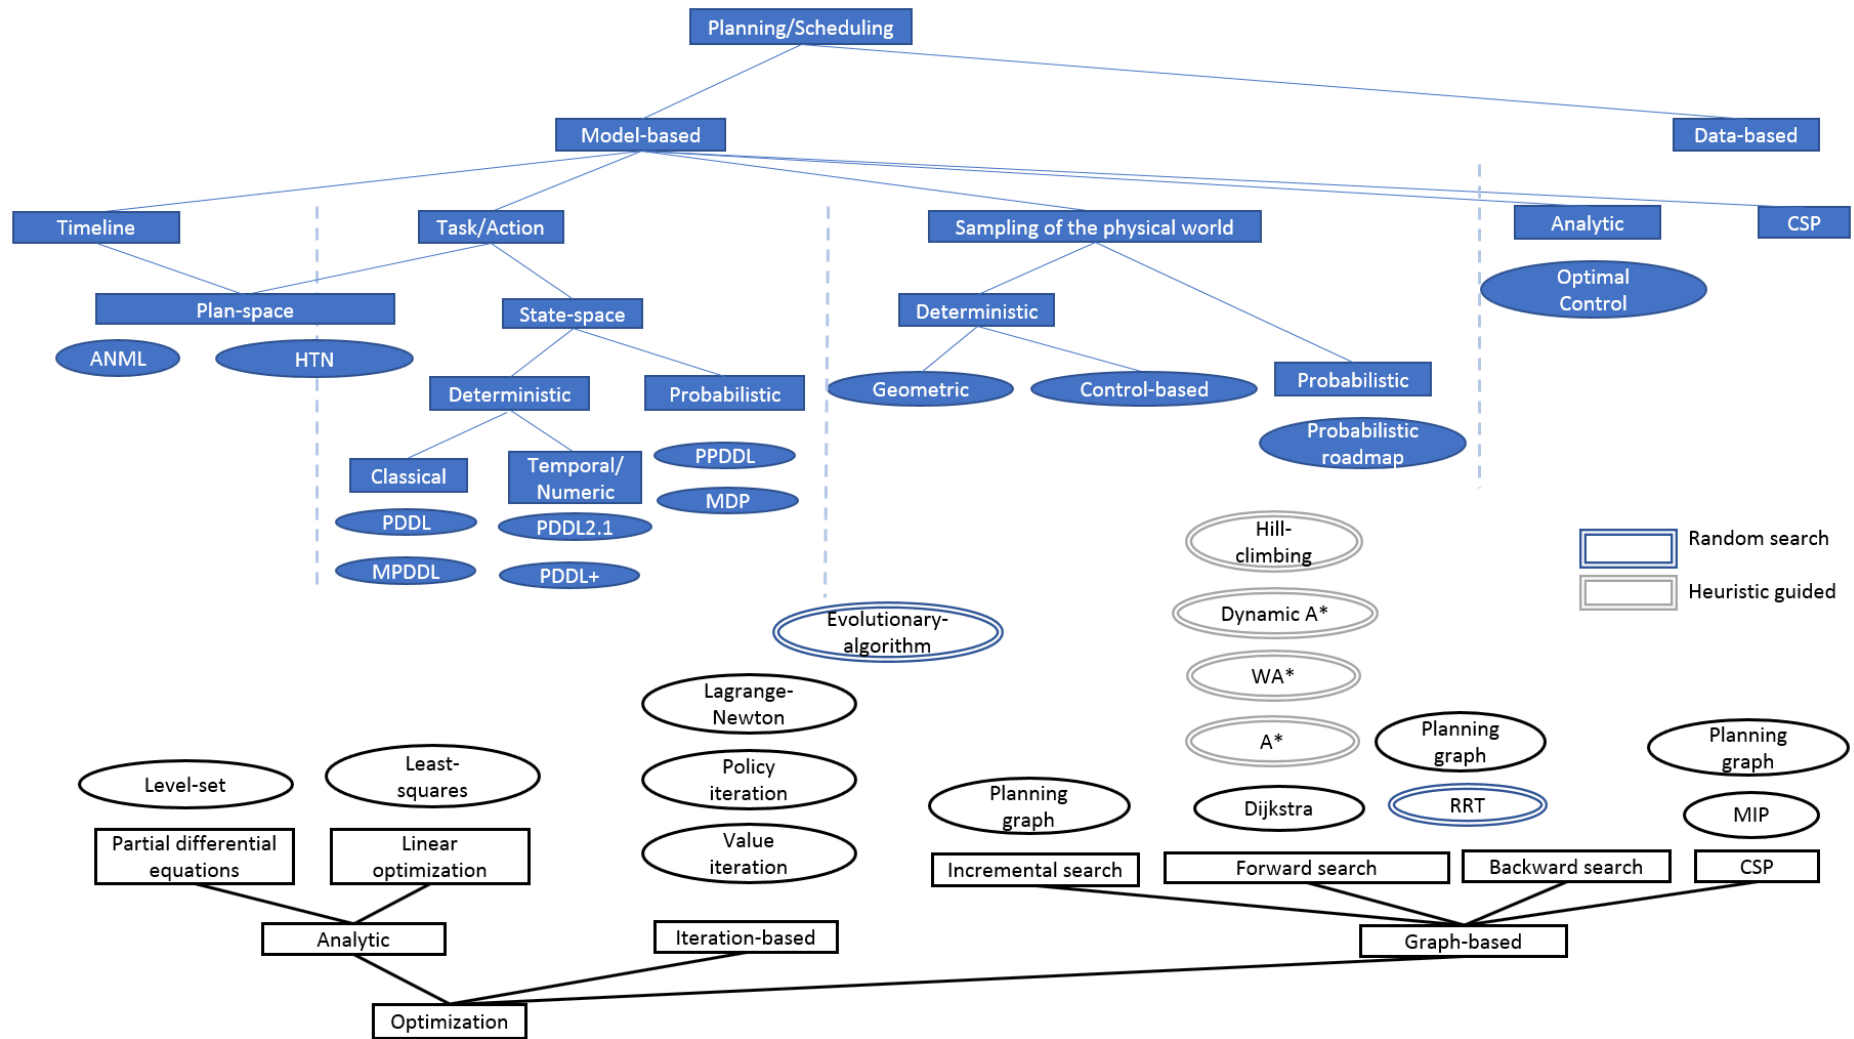 Planning/Scheduling
Model-based
Data-based
Timeline
Task/Action
Sampling of the physical world
Analytic
CSP
Optimal
Control
Plan-space
State-space
Deterministic
ANML
HTN
Deterministic
Probabilistic
Geometric
Control-based
Probabilistic
Probabilistic
roadmap
Classical
Temporal/
Numeric
PPDDL
MDP
PDDL
PDDL2.1
MPDDL
PDDL+
Hill-
climbing
Random search
Heuristic guided
Evolutionary-
algorithm
Dynamic A*
WA*
A*
Lagrange-
Newton
Planning
graph
Planning
graph
Level-set
Least-
squares
Policy
iteration
Planning
graph
Dijkstra
RRT
MIP
Partial differential
equations
Linear
optimization
Value
iteration
Incremental search
Forward search
Backward search
CSP
Analytic
Iteration-based
Graph-based
Optimization